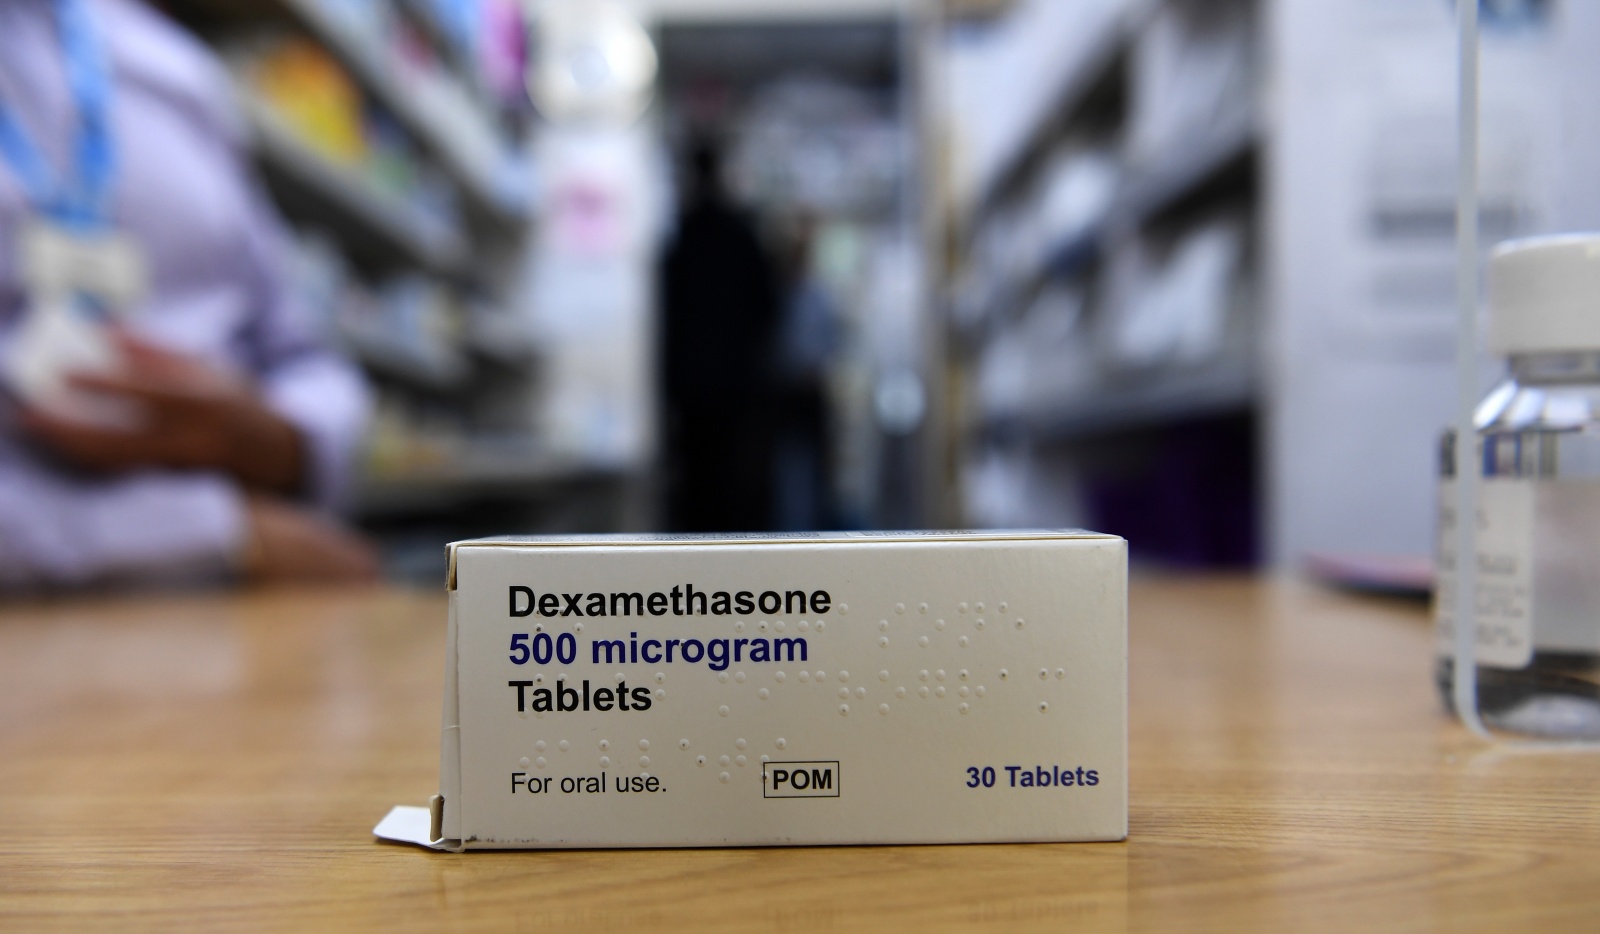 Dexamethasone
500 microgram
Tablets
For oral use.
POM
30 Tablets